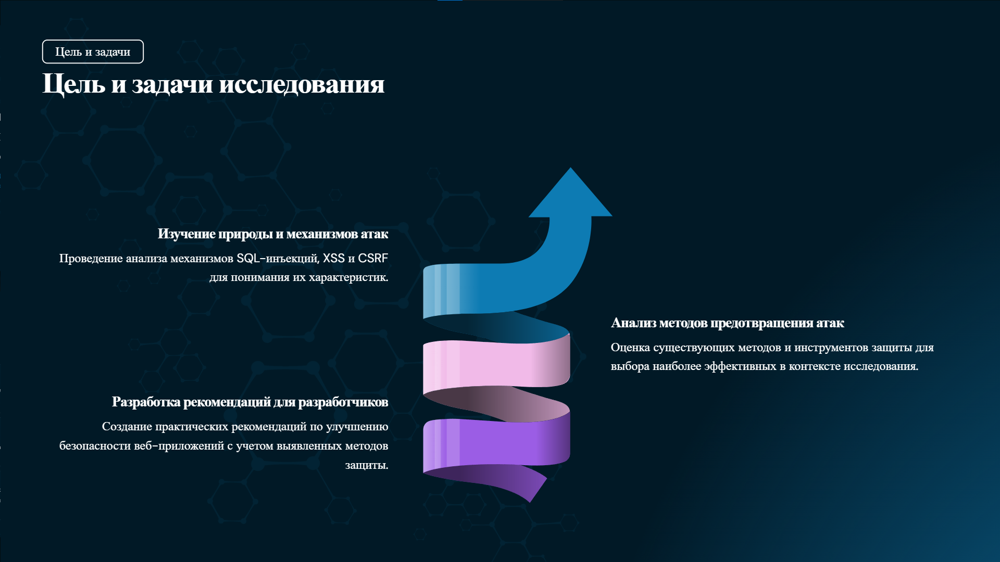 Цель и задачи
Цель и задачи исследования
Изучение природы и механизмов атак
Проведение анализа механизмов SQL-инъекций, XSS и CSRF
для понимания их характеристик.
Анализ методов предотвращения атак
Оценка существующих методов и инструментов защиты для
выбора наиболее эффективных в контексте исследования.
Разработка рекомендаций для разработчиков
Создание практических рекомендаций по улучшению
безопасности веб-приложений с учетом выявленных методов
защиты.